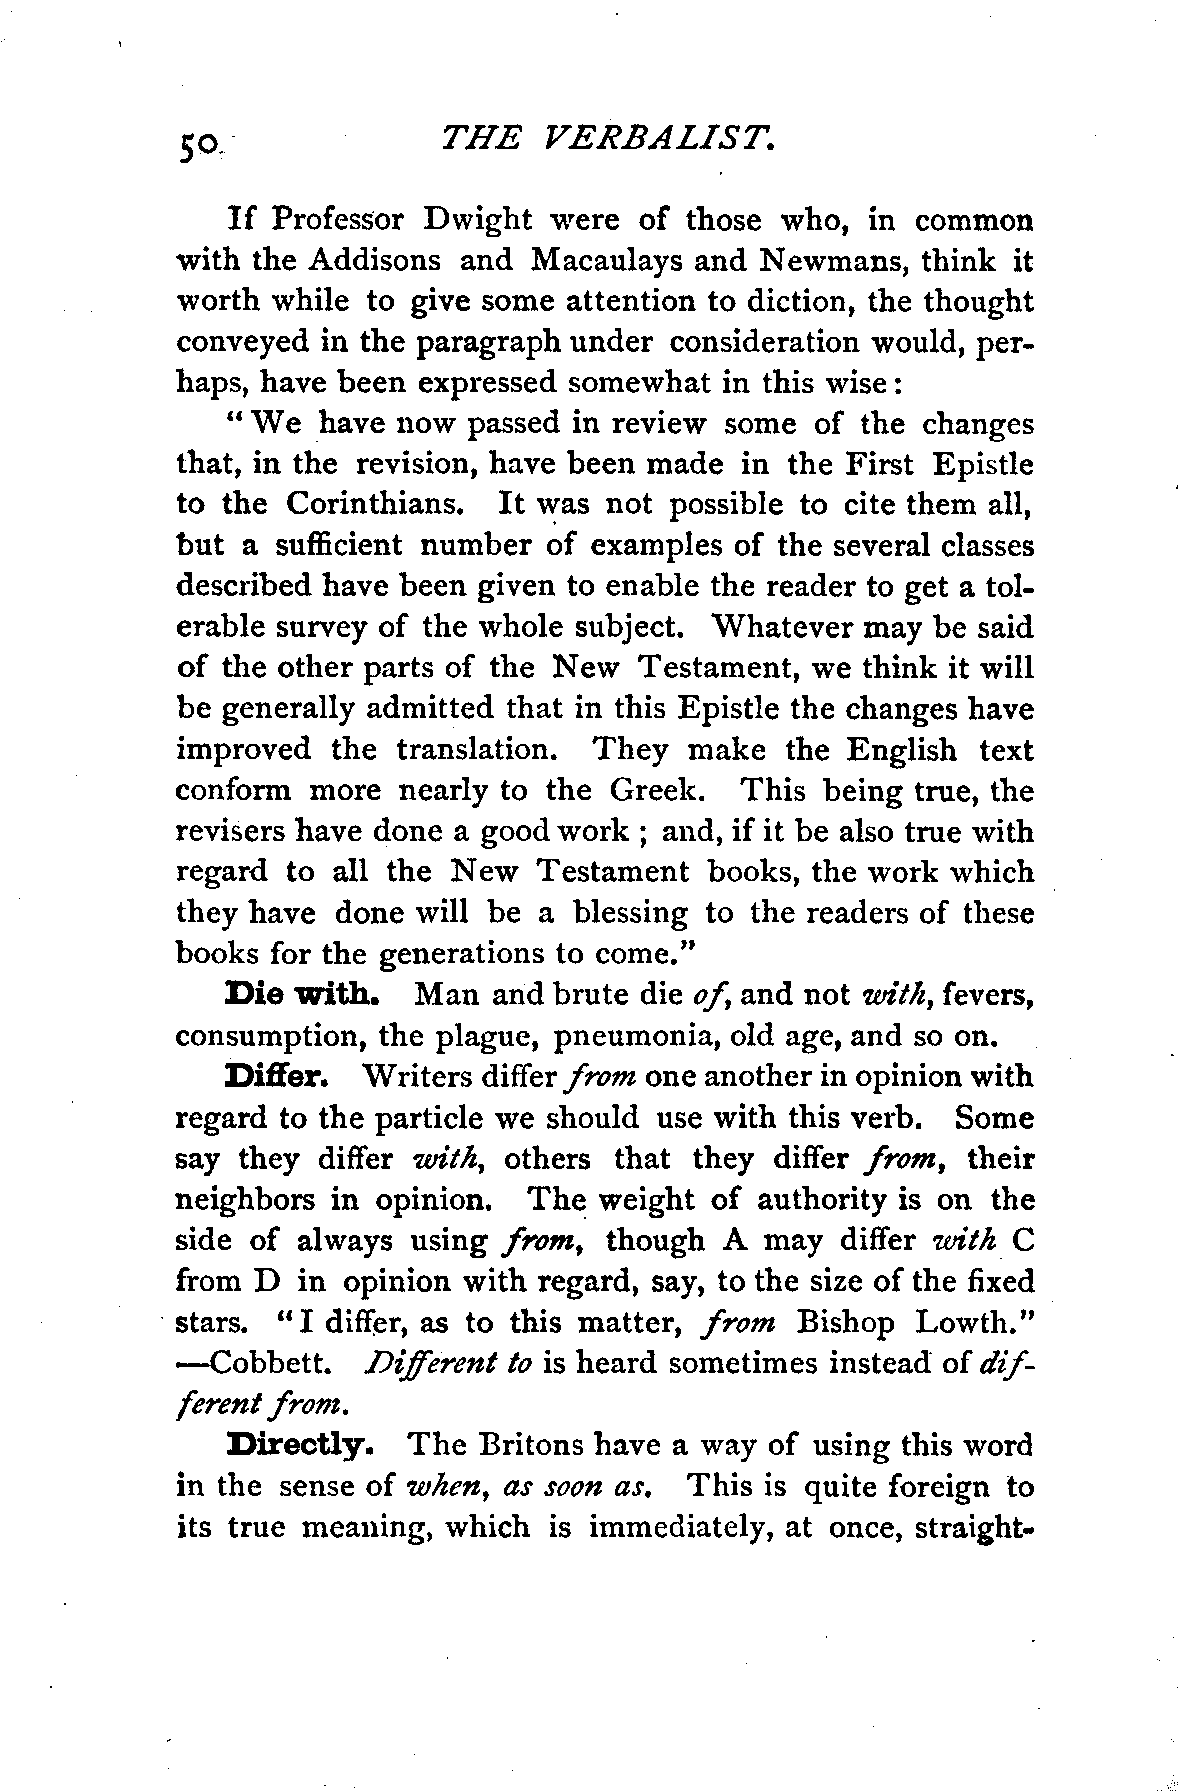 50 THE VERBALIST.
If Professor Dwight were of those who, in common
with the Addisons and Macaulays and Newmans, think it
worth while to give some attention to diction, the thought
conveyed in the paragraph under consideration would, per-
haps, have been expressed somewhat in this wise:
“We have now passed in review some of the changes
that, in the revision, have been made in the First Epistle
to the Corinthians. It was not possible to cite them all,
but a sufficient number of examples of the several classes
described have been given to enable the reader to get a tol-
erable survey of the whole subject. Whatever may be said
of the other parts of the New Testament, we think it will
be generally admitted that in this Epistle the changes have
improved the translation. They make the English text
conform more nearly to the Greek. This being true, the
revisers have done a good work ; and, if it be also true with
regard to all the New Testament books, the work which
they have done will be a blessing to the readers of these
books for the generations to come.”
Die with. Man and brute die of, and not with, fevers,
consumption, the plague, pneumonia, old age, and so on.
Differ. Writers differ from one another in opinion with
regard to the particle we should use with this verb. Some
say they differ with, others that they differ from, their
neighbors in opinion. The weight of authority is on the
side of always using from, though A may differ with C
from D in opinion with regard, say, to the size of the fixed
stars. “I differ, as to this matter, from Bishop Lowth.”
—Cobbett. Different to is heard sometimes instead of dif-
ferent from.
Directly. The Britons have a way of using this word
in the sense of when, as soon as. This is quite foreign to
its true meaning, which is immediately, at once, straight-